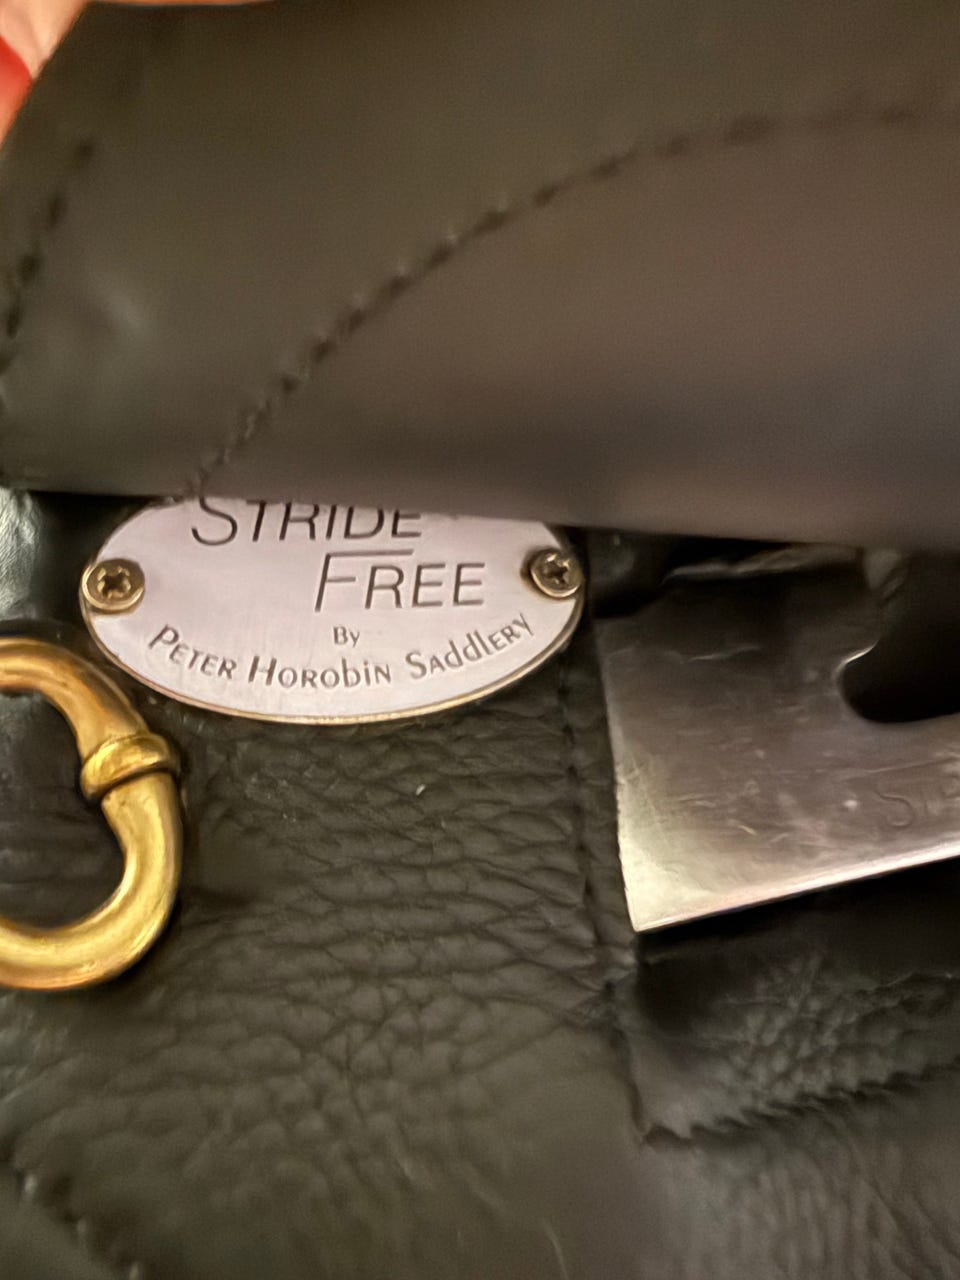 STRIDE
FREE
By
PETER HOROBIN SADDLERY